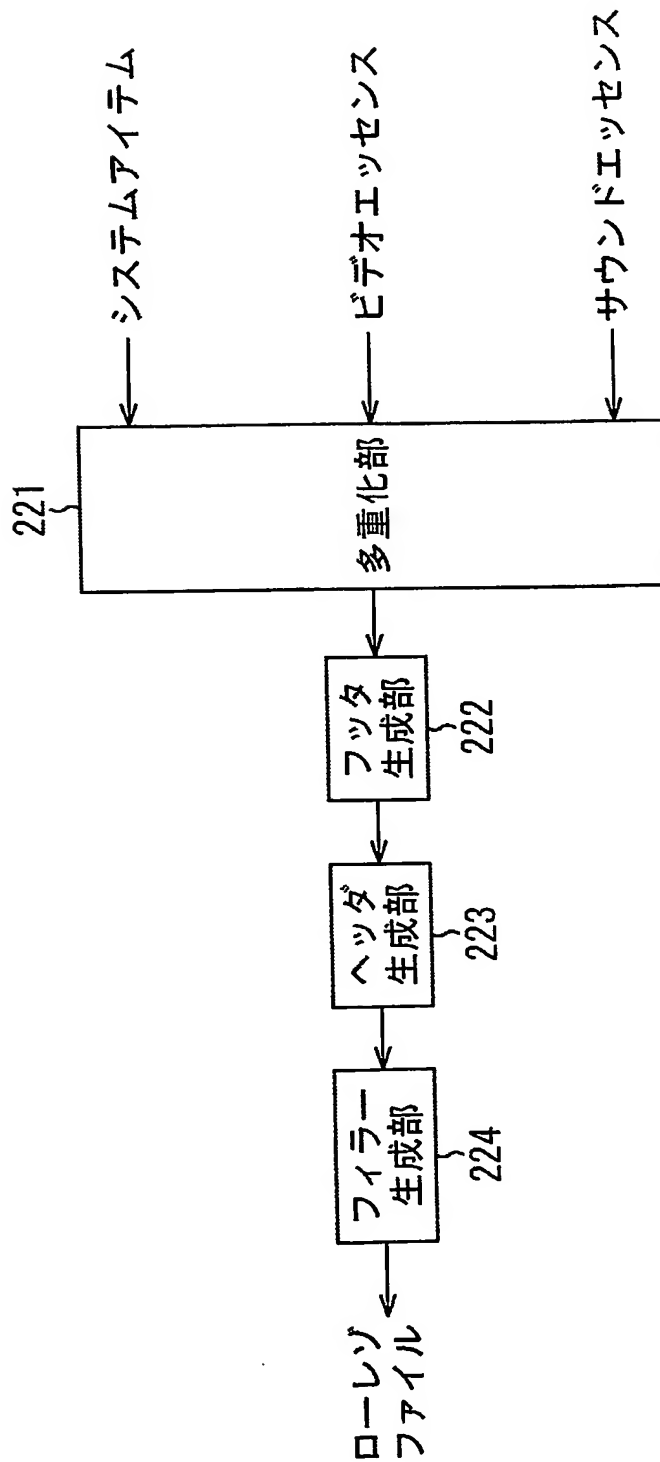 システムアイテム
ビデオエッセンス
サウンドエッセンス
221
多重化部
フッタ
生成部
222
ヘッダ
生成部
223
フィラー
生成部
224
ローレゾ
ファイル